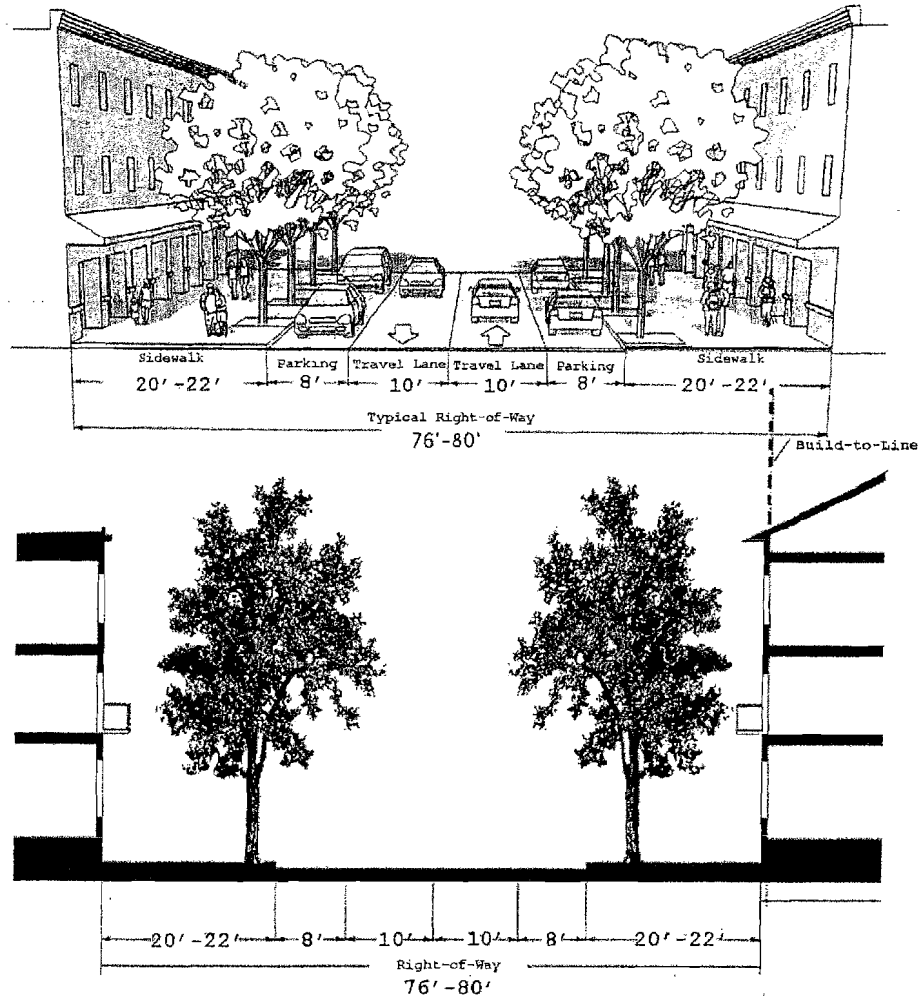 Sidewalk Parking Travel Lane Travel Lane Parking Sidewalk
20'-22' 8' 10' 10' 8' 20'-22'
Typical Right-of-Way
76'-80'
Build-to-Line
20'-22' 8' 10' 10' 8' 20'-22'
Right-of-Way
76'-80'